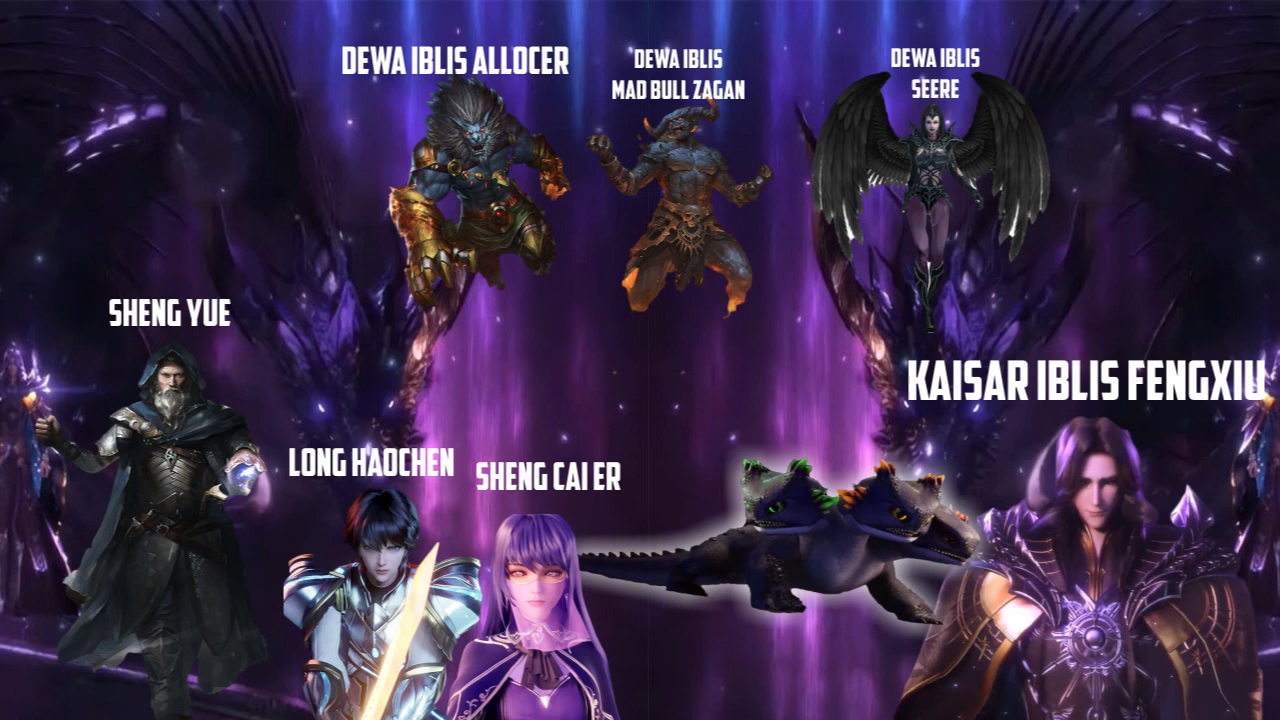 DEWA IBLIS ALLOCER
DEWA IBLIS
MAD BULL ZAGAN
DEWA IBLIS
SEERE
SHENG YUE
KAISAR IBLIS FENGXIU
LONG HAOCHEN
SHENG CAI ER